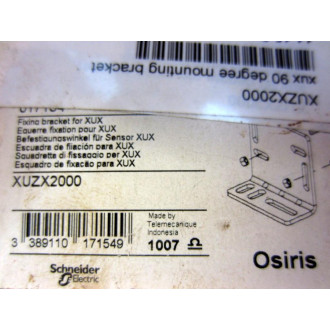 XUZX2000
xux 90 degree mounting bracket
Fixing bracket for XUX
Equerre fixation pour XUX
Befestigungswinkel für Sensor XUX
Escuadra de fijación para XUX
Squadretta di fissaggio per XUX
Esquadro de fixação para XUX
XUZX2000
3 389110 171549
Made by
Telemecanique
Indonesia
1007
Schneider
Electric
Osiris